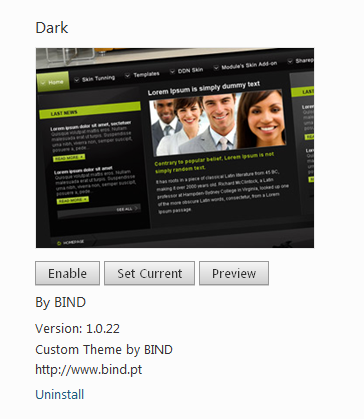 Dark
Home
Skin Tunning
Templates
DDN Skin
Module's Skin Add-on
LAST NEWS
Lorem ipsum dolor sit amet,
READ MORE
Lorem ipsum dolor sit amet,
READ MORE
SEE ALL
HOMEPAGE
Lorem Ipsum is simply dummy text
Contrary to popular belief, Lorem Ipsum is not
simply random text.
It has roots in a piece of classical Latin literature from 45 BC,
making it over 2000 years old. Richard McClintock, a Latin
professor at Hampden-Sydney College in Virginia, looked up one
of the more obscure Latin words, consectetur, from a Lorem
Ipsum passage.
Enable
Set Current
Preview
By BIND
Version: 1.0.22
Custom Theme by BIND
http://www.bind.pt
Uninstall